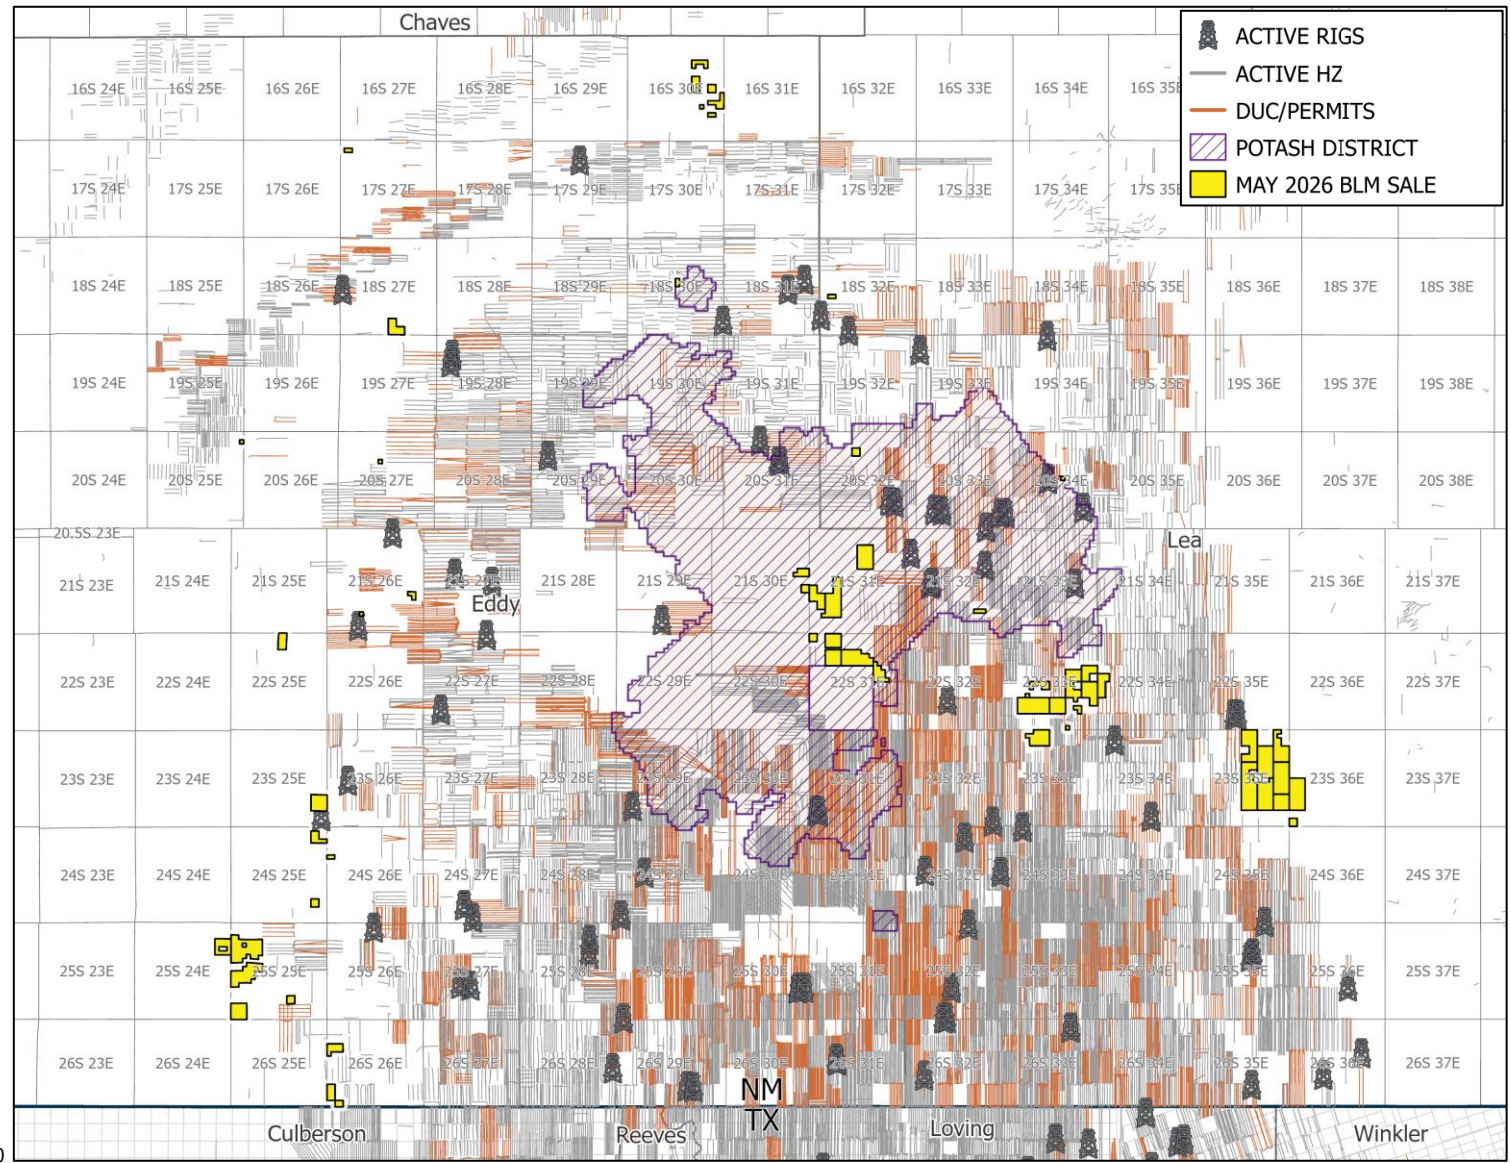 Chaves
ACTIVE RIGS
ACTIVE HZ
DUC/PERMITS
POTASH DISTRICT
MAY 2026 BLM SALE
16S 24E 16S 25E 16S 26E 16S 27E 16S 28E 16S 29E 16S 30E 16S 31E 16S 32E 16S 33E 16S 34E 16S 35E
17S 24E 17S 25E 17S 26E 17S 27E 17S 28E 17S 29E 17S 30E 17S 31E 17S 32E 17S 33E 17S 34E 17S 35E
18S 24E 18S 25E 18S 26E 18S 27E 18S 28E 18S 29E 18S 30E 18S 31E 18S 32E 18S 33E 18S 34E 18S 35E 18S 36E 18S 37E 18S 38E
19S 24E 19S 25E 19S 26E 19S 27E 19S 28E 19S 29E 19S 30E 19S 31E 19S 32E 19S 33E 19S 34E 19S 35E 19S 36E 19S 37E 19S 38E
20S 24E 20S 25E 20S 26E 20S 27E 20S 28E 20S 29E 20S 30E 20S 31E 20S 32E 20S 33E 20S 34E 20S 35E 20S 36E 20S 37E 20S 38E
20.5S 23E
Lea
21S 23E 21S 24E 21S 25E 21S 26E 21S 27E 21S 28E 21S 29E 21S 30E 21S 31E 21S 32E 21S 33E 21S 34E 21S 35E 21S 36E 21S 37E
Eddy
22S 23E 22S 24E 22S 25E 22S 26E 22S 27E 22S 28E 22S 29E 22S 30E 22S 31E 22S 32E 22S 33E 22S 34E 22S 35E 22S 36E 22S 37E
23S 23E 23S 24E 23S 25E 23S 26E 23S 27E 23S 28E 23S 29E 23S 30E 23S 31E 23S 32E 23S 33E 23S 34E 23S 35E 23S 36E 23S 37E
24S 23E 24S 24E 24S 25E 24S 26E 24S 27E 24S 28E 24S 29E 24S 30E 24S 31E 24S 32E 24S 33E 24S 34E 24S 35E 24S 36E 24S 37E
25S 23E 25S 24E 25S 25E 25S 26E 25S 27E 25S 28E 25S 29E 25S 30E 25S 31E 25S 32E 25S 33E 25S 34E 25S 35E 25S 36E 25S 37E
26S 23E 26S 24E 26S 25E 26S 26E 26S 27E 26S 28E 26S 29E 26S 30E 26S 31E 26S 32E 26S 33E 26S 34E 26S 35E 26S 36E 26S 37E
NM
TX
Culberson Reeves Loving Winkler